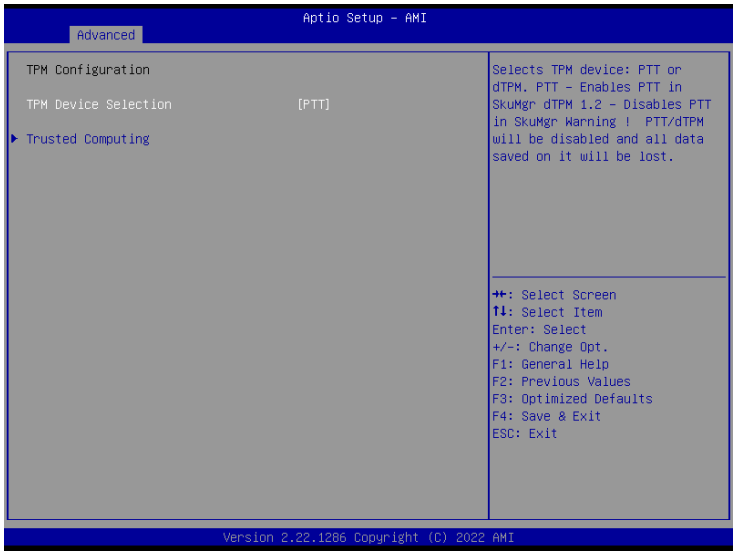 Aptio Setup – AMI
Advanced
TPM Configuration
TPM Device Selection [PTT]
Trusted Computing
Selects TPM device: PTT or
dTPM. PTT – Enables PTT in
SkuMgr dTPM 1.2 – Disables PTT
in SkuMgr Warning ! PTT/dTPM
will be disabled and all data
saved on it will be lost.
→←: Select Screen
↑↓: Select Item
Enter: Select
+/-: Change Opt.
F1: General Help
F2: Previous Values
F3: Optimized Defaults
F4: Save & Exit
ESC: Exit
Version 2.22.1286 Copyright (C) 2022 AMI